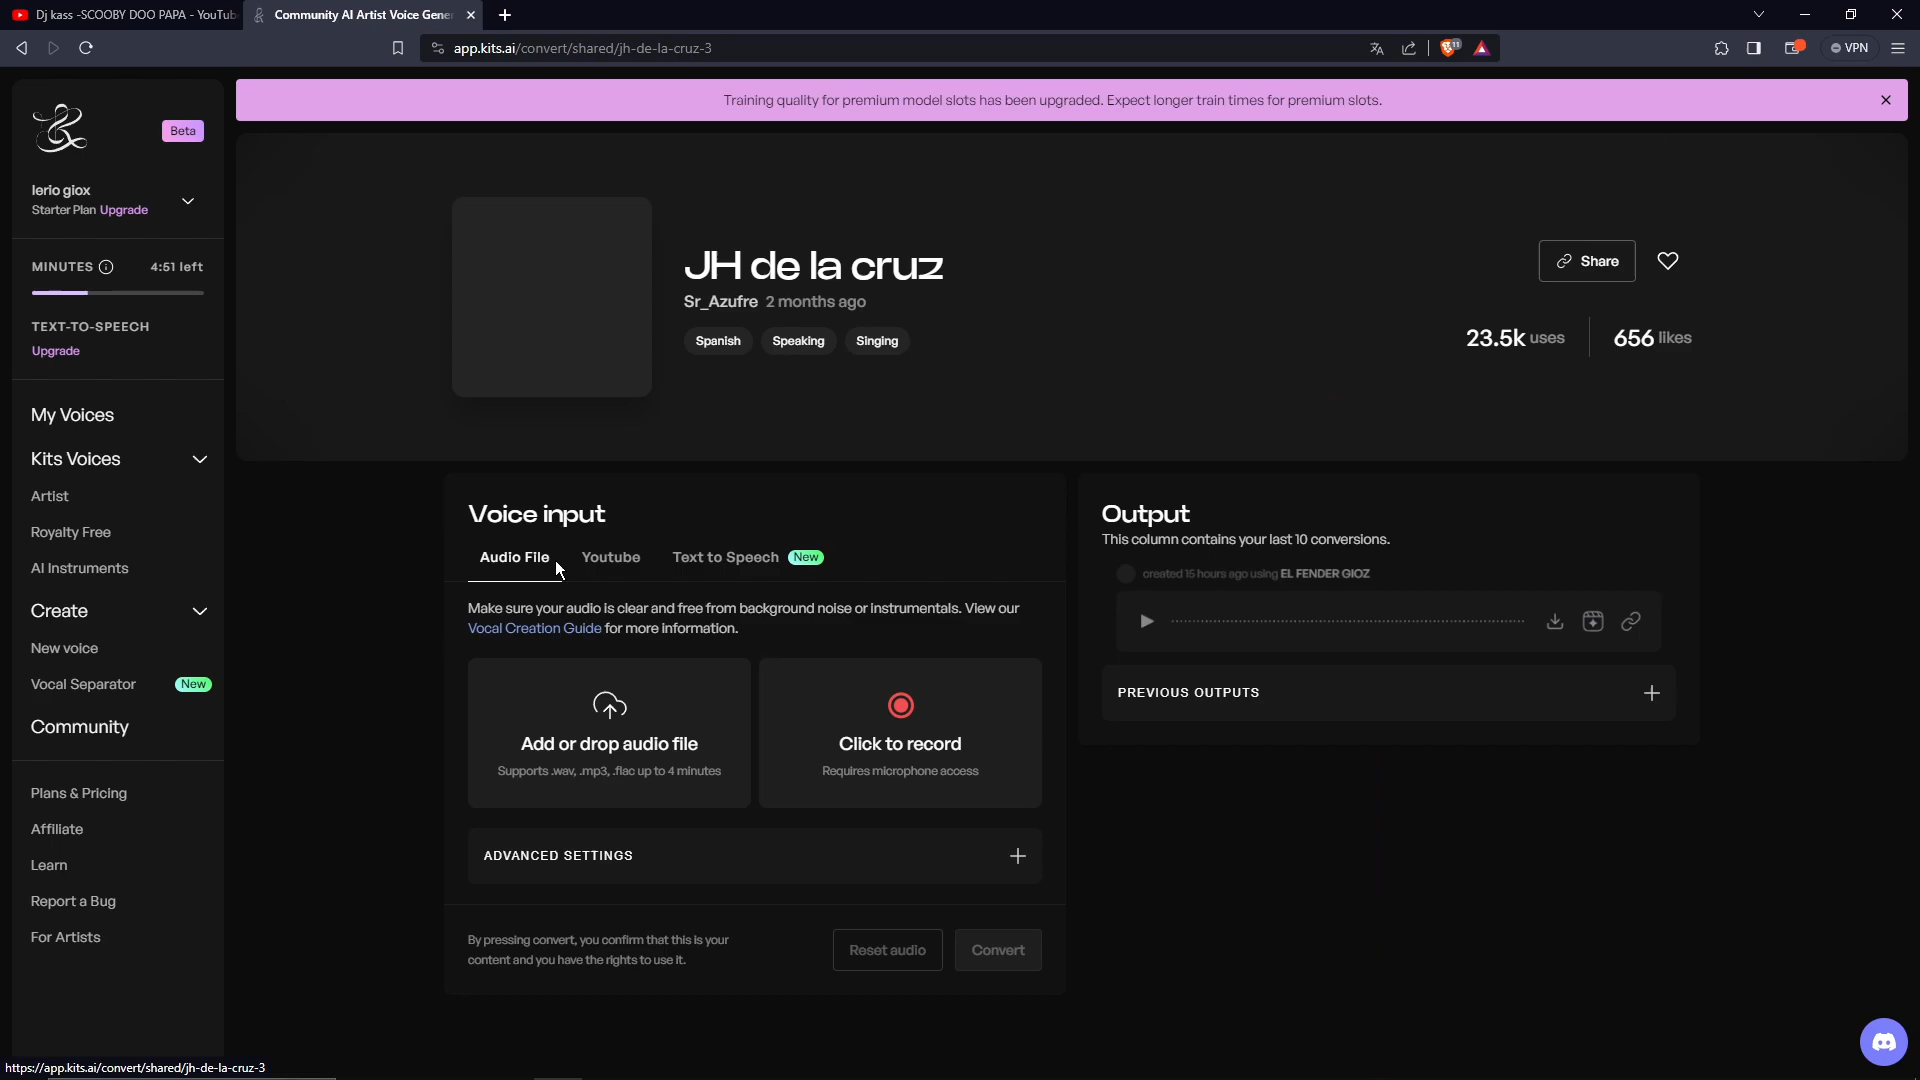 Dj kass -SCOOBY DOO PAPA - YouTub
Community AI Artist Voice Gene
app.kits.ai/convert/shared/jh-de-la-cruz-3
11
VPN
Training quality for premium model slots has been upgraded. Expect longer train times for premium slots.
Beta
lerio giox
Starter Plan Upgrade
MINUTES 4:51 left
TEXT-TO-SPEECH
Upgrade
My Voices
Kits Voices
Artist
Royalty Free
AI Instruments
Create
New voice
Vocal Separator New
Community
Plans & Pricing
Affiliate
Learn
Report a Bug
For Artists
JH de la cruz
Sr_Azufre 2 months ago
Spanish Speaking Singing
Share
23.5k uses 656 likes
Voice input
Audio File Youtube Text to Speech New
Make sure your audio is clear and free from background noise or instrumentals. View our
Vocal Creation Guide for more information.
Add or drop audio file
Supports .wav, .mp3, .flac up to 4 minutes
Click to record
Requires microphone access
ADVANCED SETTINGS
By pressing convert, you confirm that this is your
content and you have the rights to use it.
Reset audio Convert
Output
This column contains your last 10 conversions.
created 15 hours ago using EL FENDER GIOZ
PREVIOUS OUTPUTS
https://app.kits.ai/convert/shared/jh-de-la-cruz-3